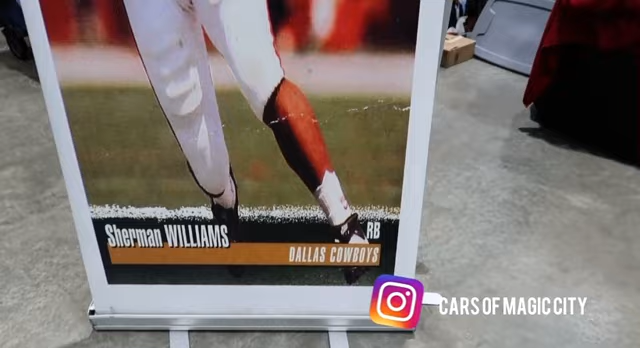 Sherman WILLIAMS
RB
DALLAS COWBOYS
CARS OF MAGIC CITY